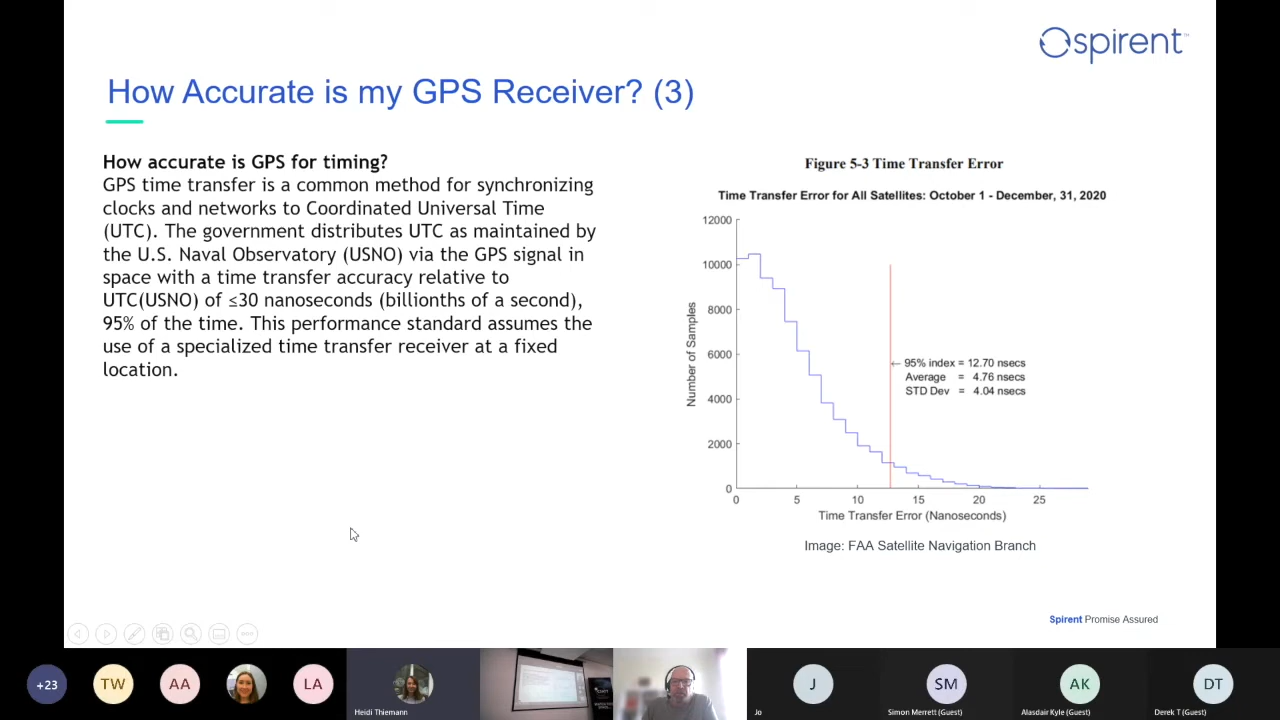 spirent™
How Accurate is my GPS Receiver? (3)
How accurate is GPS for timing?
GPS time transfer is a common method for synchronizing
clocks and networks to Coordinated Universal Time
(UTC). The government distributes UTC as maintained by
the U.S. Naval Observatory (USNO) via the GPS signal in
space with a time transfer accuracy relative to
UTC(USNO) of ≤30 nanoseconds (billionths of a second),
95% of the time. This performance standard assumes the
use of a specialized time transfer receiver at a fixed
location.
Figure 5-3 Time Transfer Error
Time Transfer Error for All Satellites: October 1 - December, 31, 2020
Number of Samples
12000
10000
8000
6000
4000
2000
0
← 95% index = 12.70 nsecs
Average = 4.76 nsecs
STD Dev = 4.04 nsecs
0 5 10 15 20 25
Time Transfer Error (Nanoseconds)
Image: FAA Satellite Navigation Branch
Spirent Promise Assured
+23
TW
AA
LA
Heidi Thiemann
J
Jo
SM
Simon Merrett (Guest)
AK
Alasdair Kyle (Guest)
DT
Derek T (Guest)